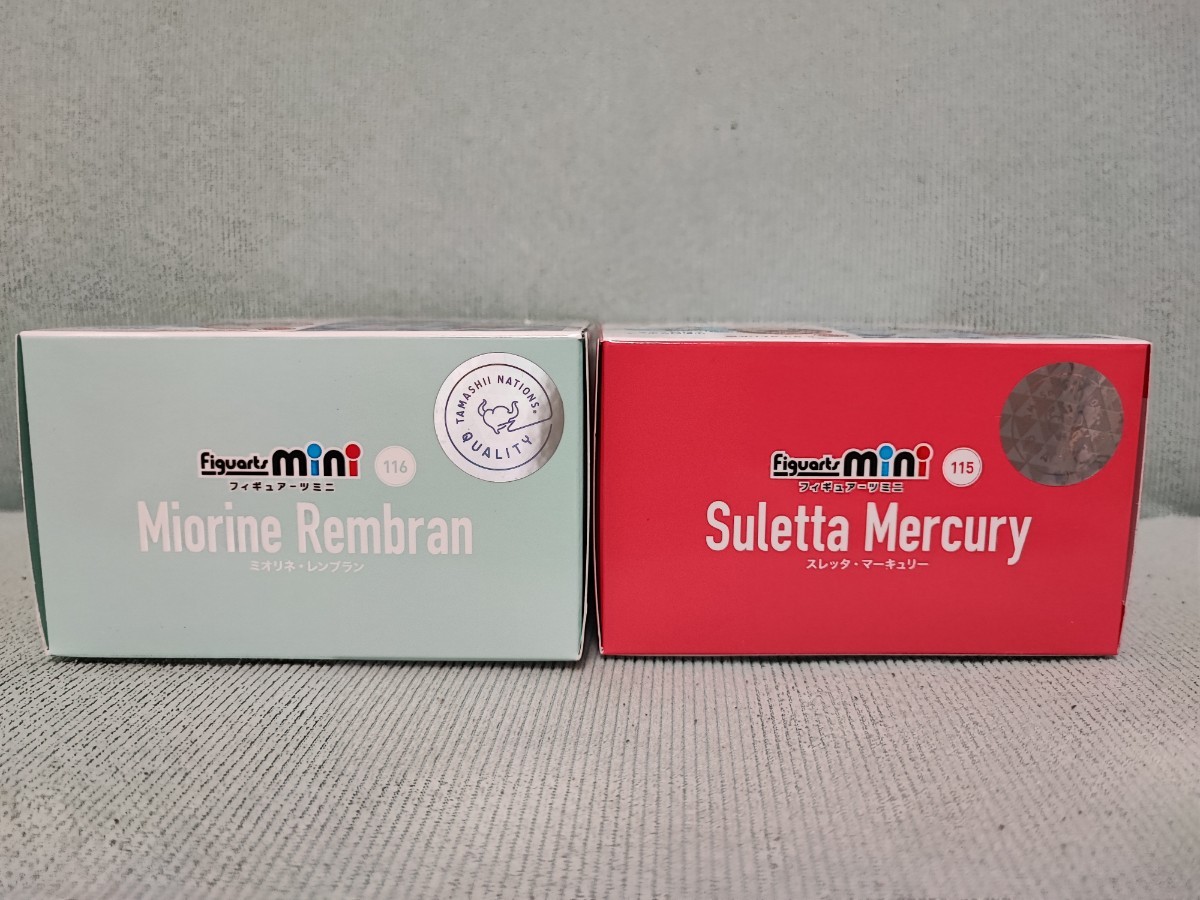 TAMASHII NATIONS®
QUALITY
Figuarts mini 116
フィギュアーツミニ
Miorine Rembran
ミオリネ・レンブラン
Figuarts mini 115
フィギュアーツミニ
Suletta Mercury
スレッタ・マーキュリー